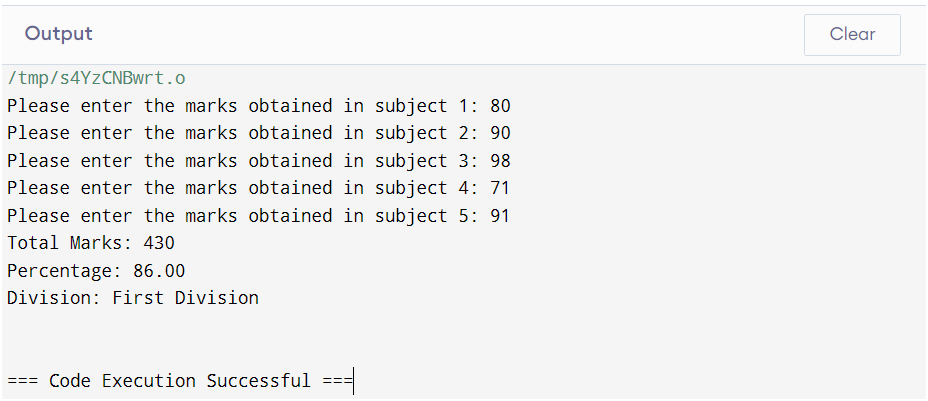 Output
Clear
/tmp/s4YzCNBwrt.o
Please enter the marks obtained in subject 1: 80
Please enter the marks obtained in subject 2: 90
Please enter the marks obtained in subject 3: 98
Please enter the marks obtained in subject 4: 71
Please enter the marks obtained in subject 5: 91
Total Marks: 430
Percentage: 86.00
Division: First Division
=== Code Execution Successful ===